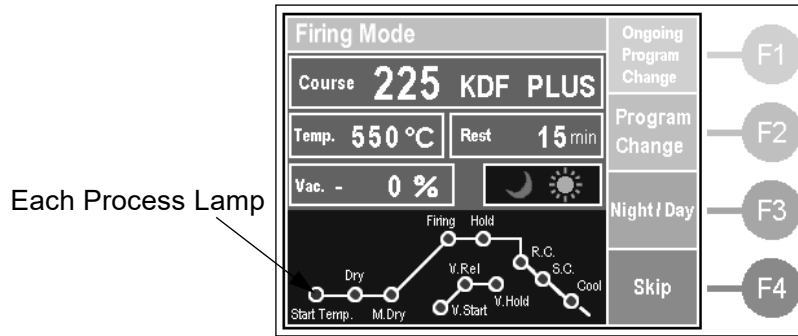 Firing Mode
Course 225 KDF PLUS
Temp. 550 °C
Rest 15 min
Vac. - 0 %
Ongoing
Program
Change
F1
Program
Change
F2
Night / Day
F3
Skip
F4
Each Process Lamp
Firing Hold
R.C.
Dry V.Rel S.C.
Cool
Start Temp. M.Dry V.Start V.Hold